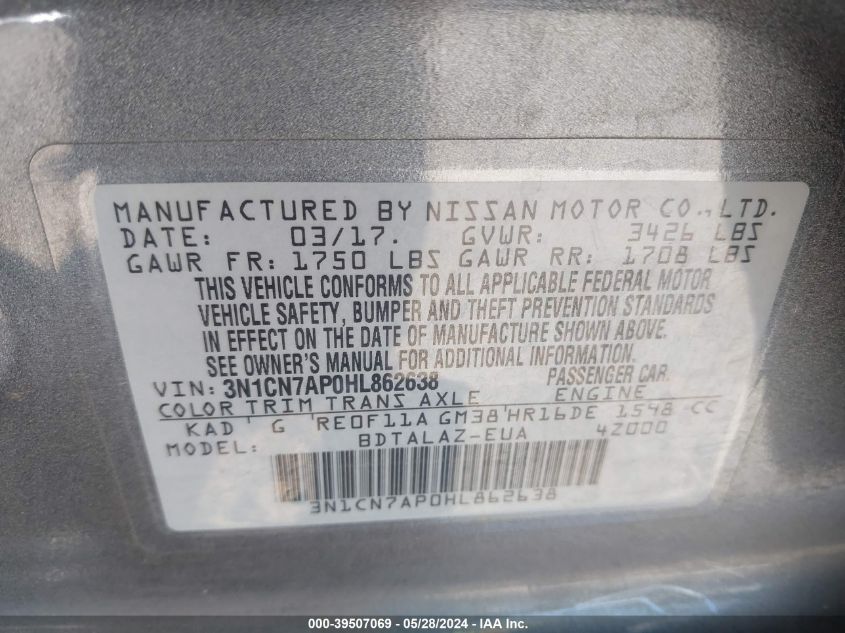 MANUFACTURED BY NISSAN MOTOR CO., LTD.
DATE: 03/17. GVWR: 3426 LBS
GAWR FR: 1750 LBS GAWR RR: 1708 LBS
THIS VEHICLE CONFORMS TO ALL APPLICABLE FEDERAL MOTOR
VEHICLE SAFETY, BUMPER AND THEFT PREVENTION STANDARDS
IN EFFECT ON THE DATE OF MANUFACTURE SHOWN ABOVE.
SEE OWNER'S MANUAL FOR ADDITIONAL INFORMATION.
VIN: 3N1CN7AP0HL862638 PASSENGER CAR
COLOR TRIM TRANS AXLE ENGINE
KAD G RE0F11A GM38 HR16DE 1548 CC
MODEL: BDTALAZ-EUA 4Z000
3N1CN7AP0HL862638
000-39507069 | 05/28/2024 - IAA Inc.